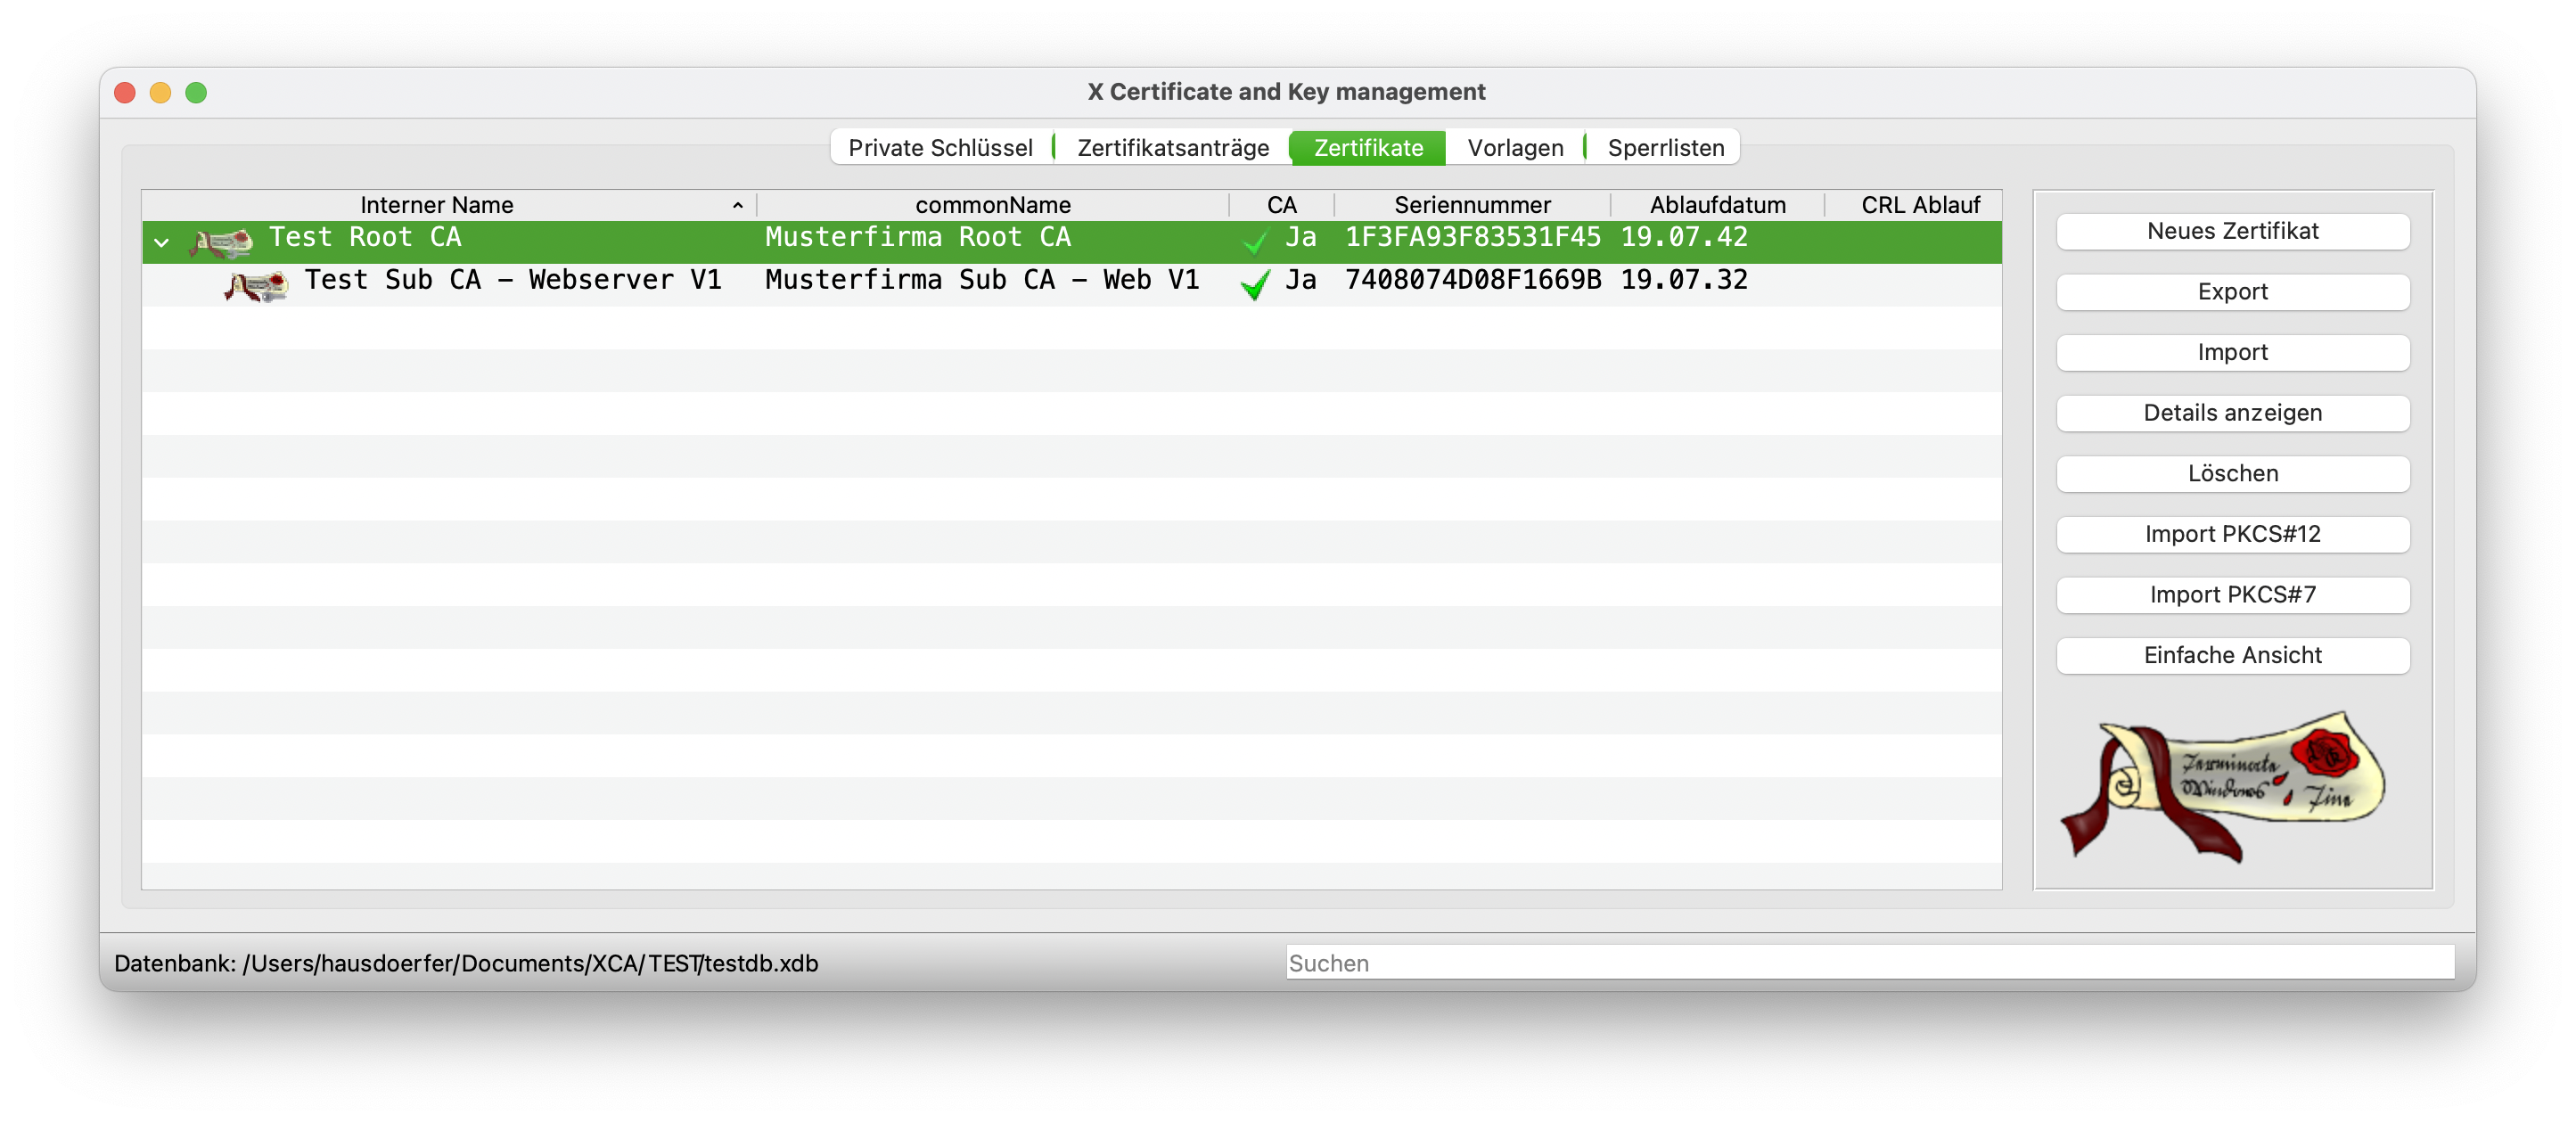 X Certificate and Key management
Private Schlüssel Zertifikatsanträge Zertifikate Vorlagen Sperrlisten
Interner Name commonName CA Seriennummer Ablaufdatum CRL Ablauf
Test Root CA Musterfirma Root CA Ja 1F3FA93F83531F45 19.07.42
Test Sub CA – Webserver V1 Musterfirma Sub CA – Web V1 Ja 7408074D08F1669B 19.07.32
Neues Zertifikat
Export
Import
Details anzeigen
Löschen
Import PKCS#12
Import PKCS#7
Einfache Ansicht
Terminate
Windows Time
Datenbank: /Users/hausdoerfer/Documents/XCA/TEST/testdb.xdb
Suchen